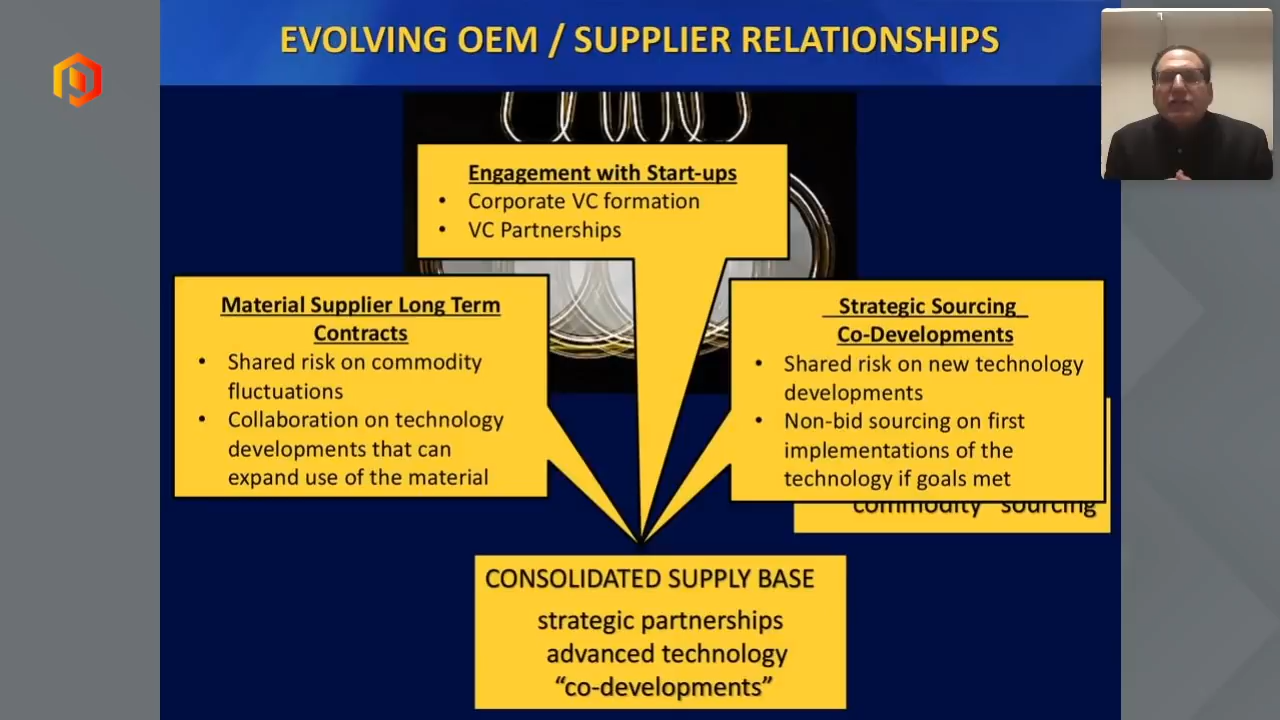 EVOLVING OEM / SUPPLIER RELATIONSHIPS
Engagement with Start-ups
• Corporate VC formation
• VC Partnerships
Material Supplier Long Term
Contracts
• Shared risk on commodity
fluctuations
• Collaboration on technology
developments that can
expand use of the material
Strategic Sourcing
Co-Developments
• Shared risk on new technology
developments
• Non-bid sourcing on first
implementations of the
technology if goals met
commodity sourcing
CONSOLIDATED SUPPLY BASE
strategic partnerships
advanced technology
“co-developments”